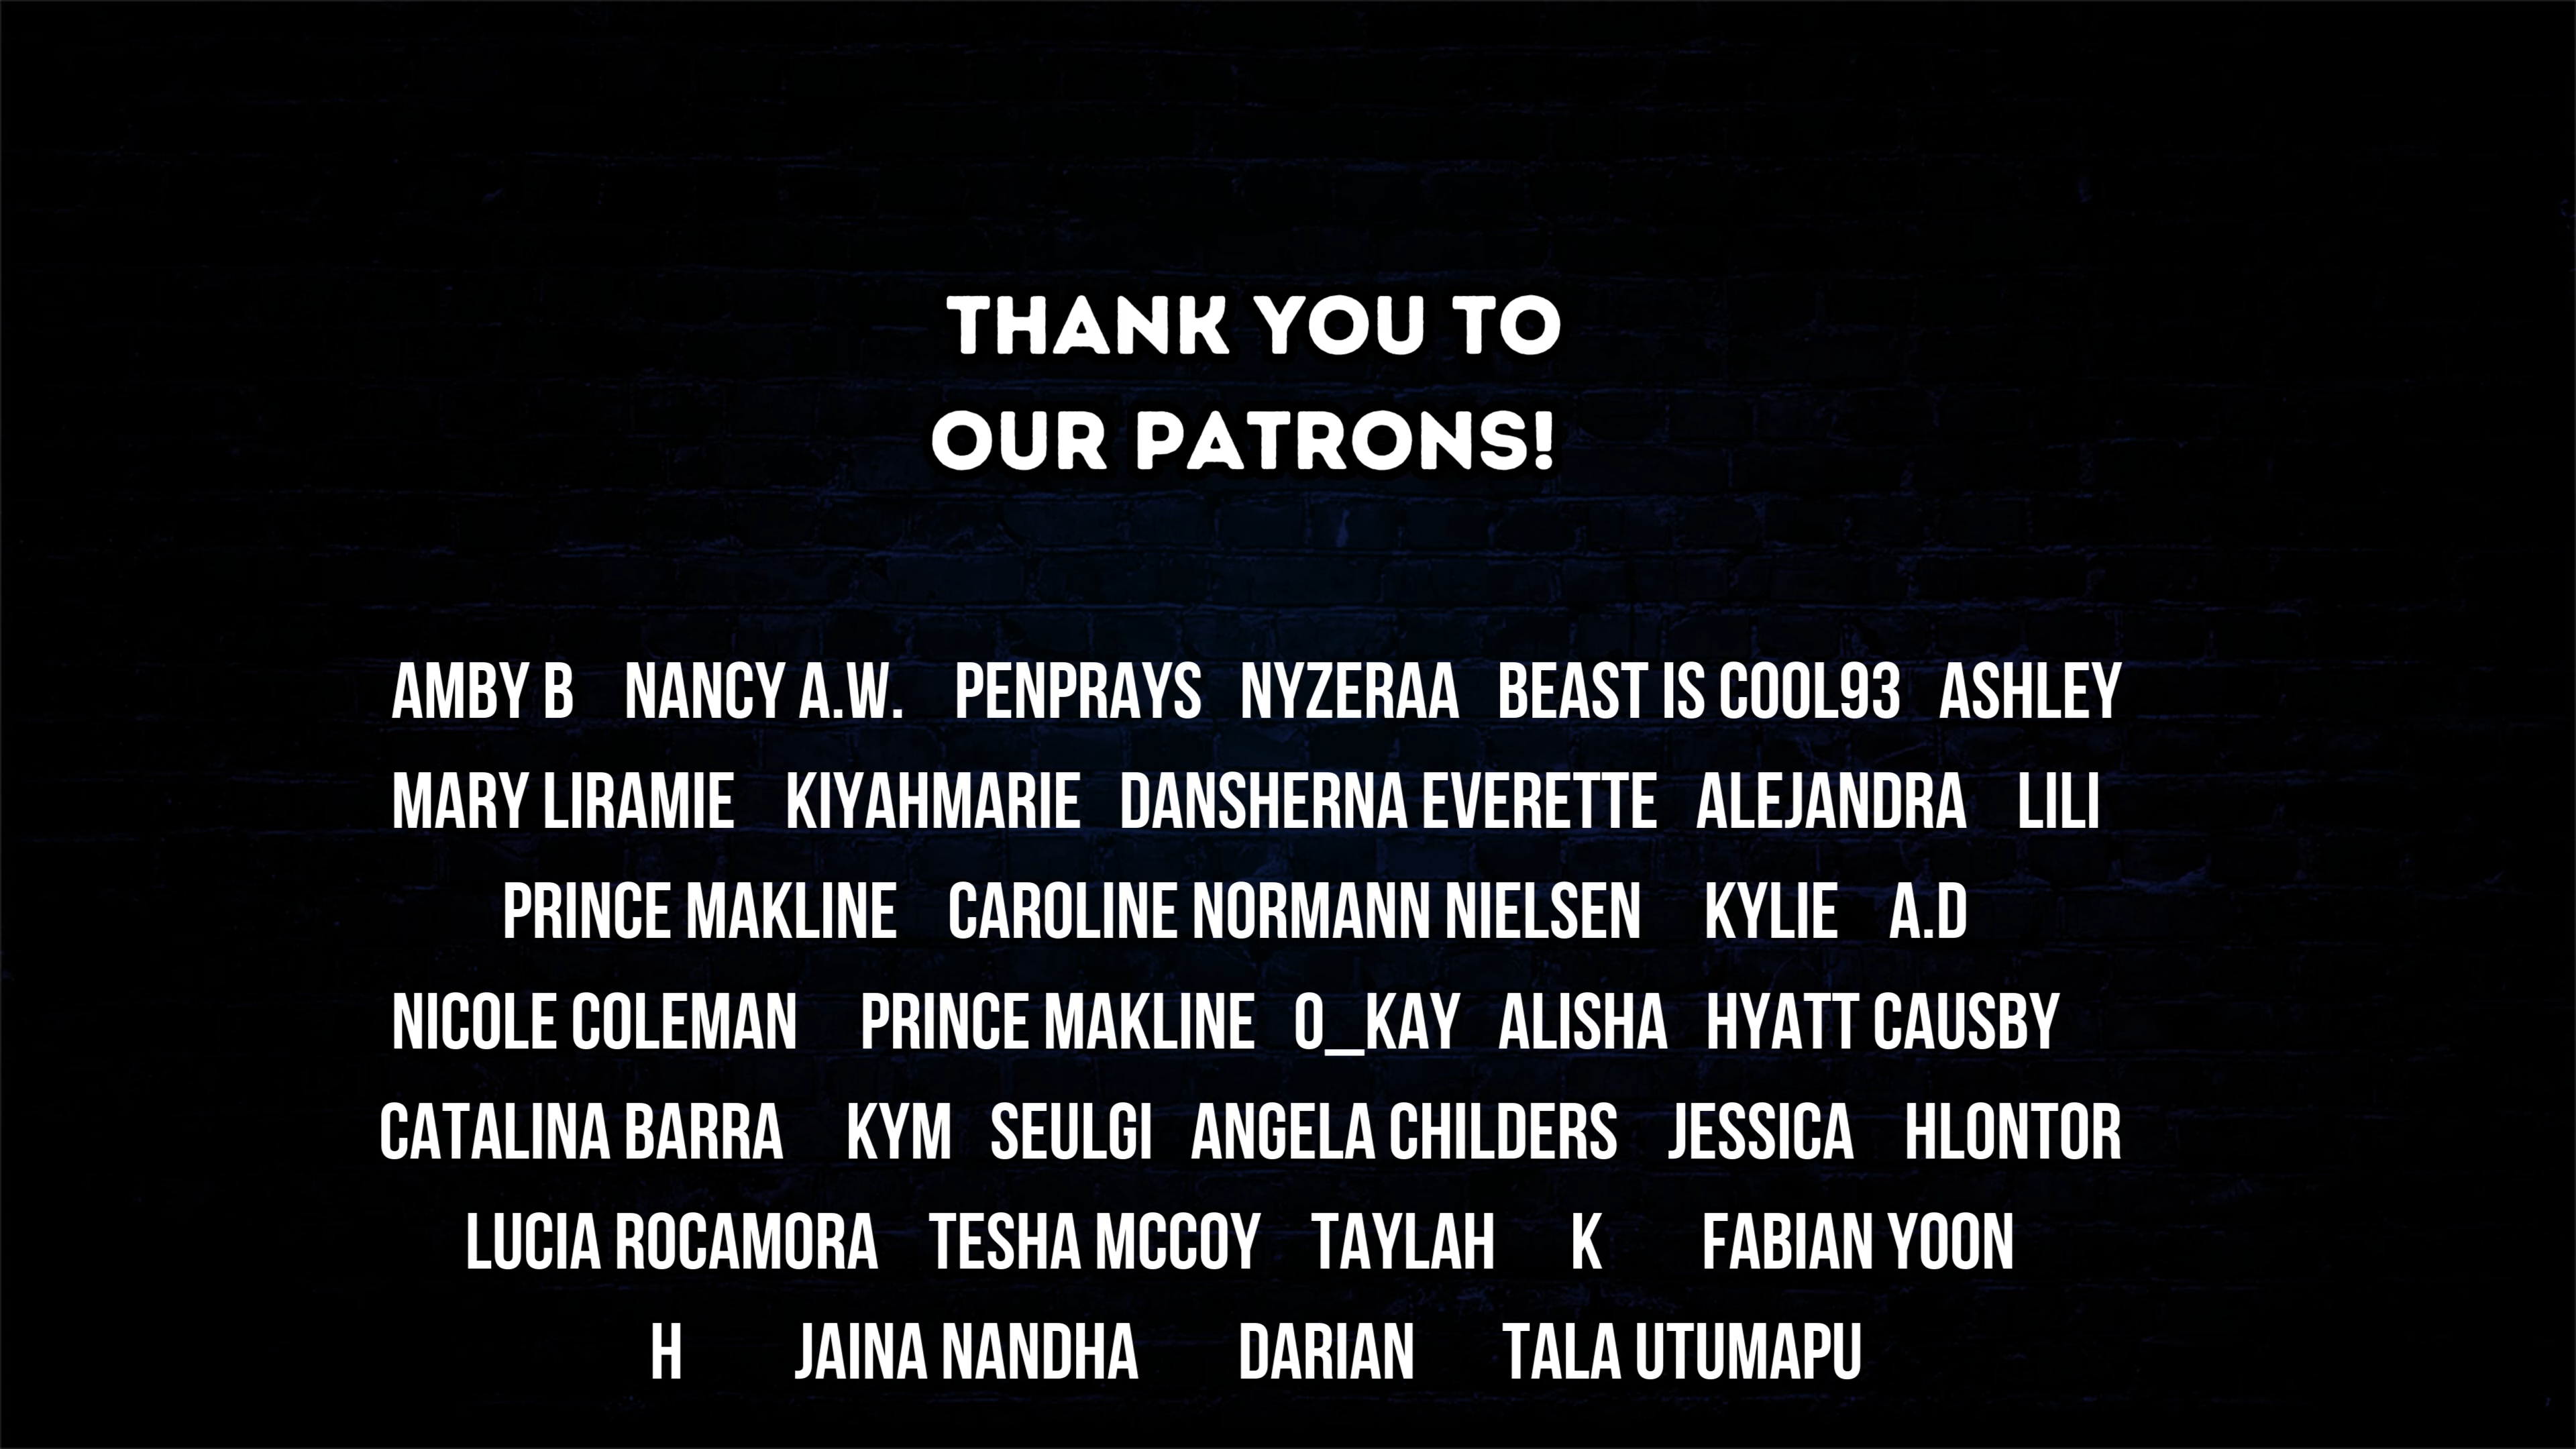 THANK YOU TO
OUR PATRONS!
AMBY B NANCY A.W. PENPRAYS NYZERAA BEAST IS COOL93 ASHLEY
MARY LIRAMIE KIYAHMARIE DANSHERNA EVERETTE ALEJANDRA LILI
PRINCE MAKLINE CAROLINE NORMANN NIELSEN KYLIE A.D
NICOLE COLEMAN PRINCE MAKLINE O_KAY ALISHA HYATT CAUSBY
CATALINA BARRA KYM SEULGI ANGELA CHILDERS JESSICA HLONTOR
LUCIA ROCAMORA TESHA MCCOY TAYLAH K FABIAN YOON
H JAINA NANDHA DARIAN TALA UTUMAPU